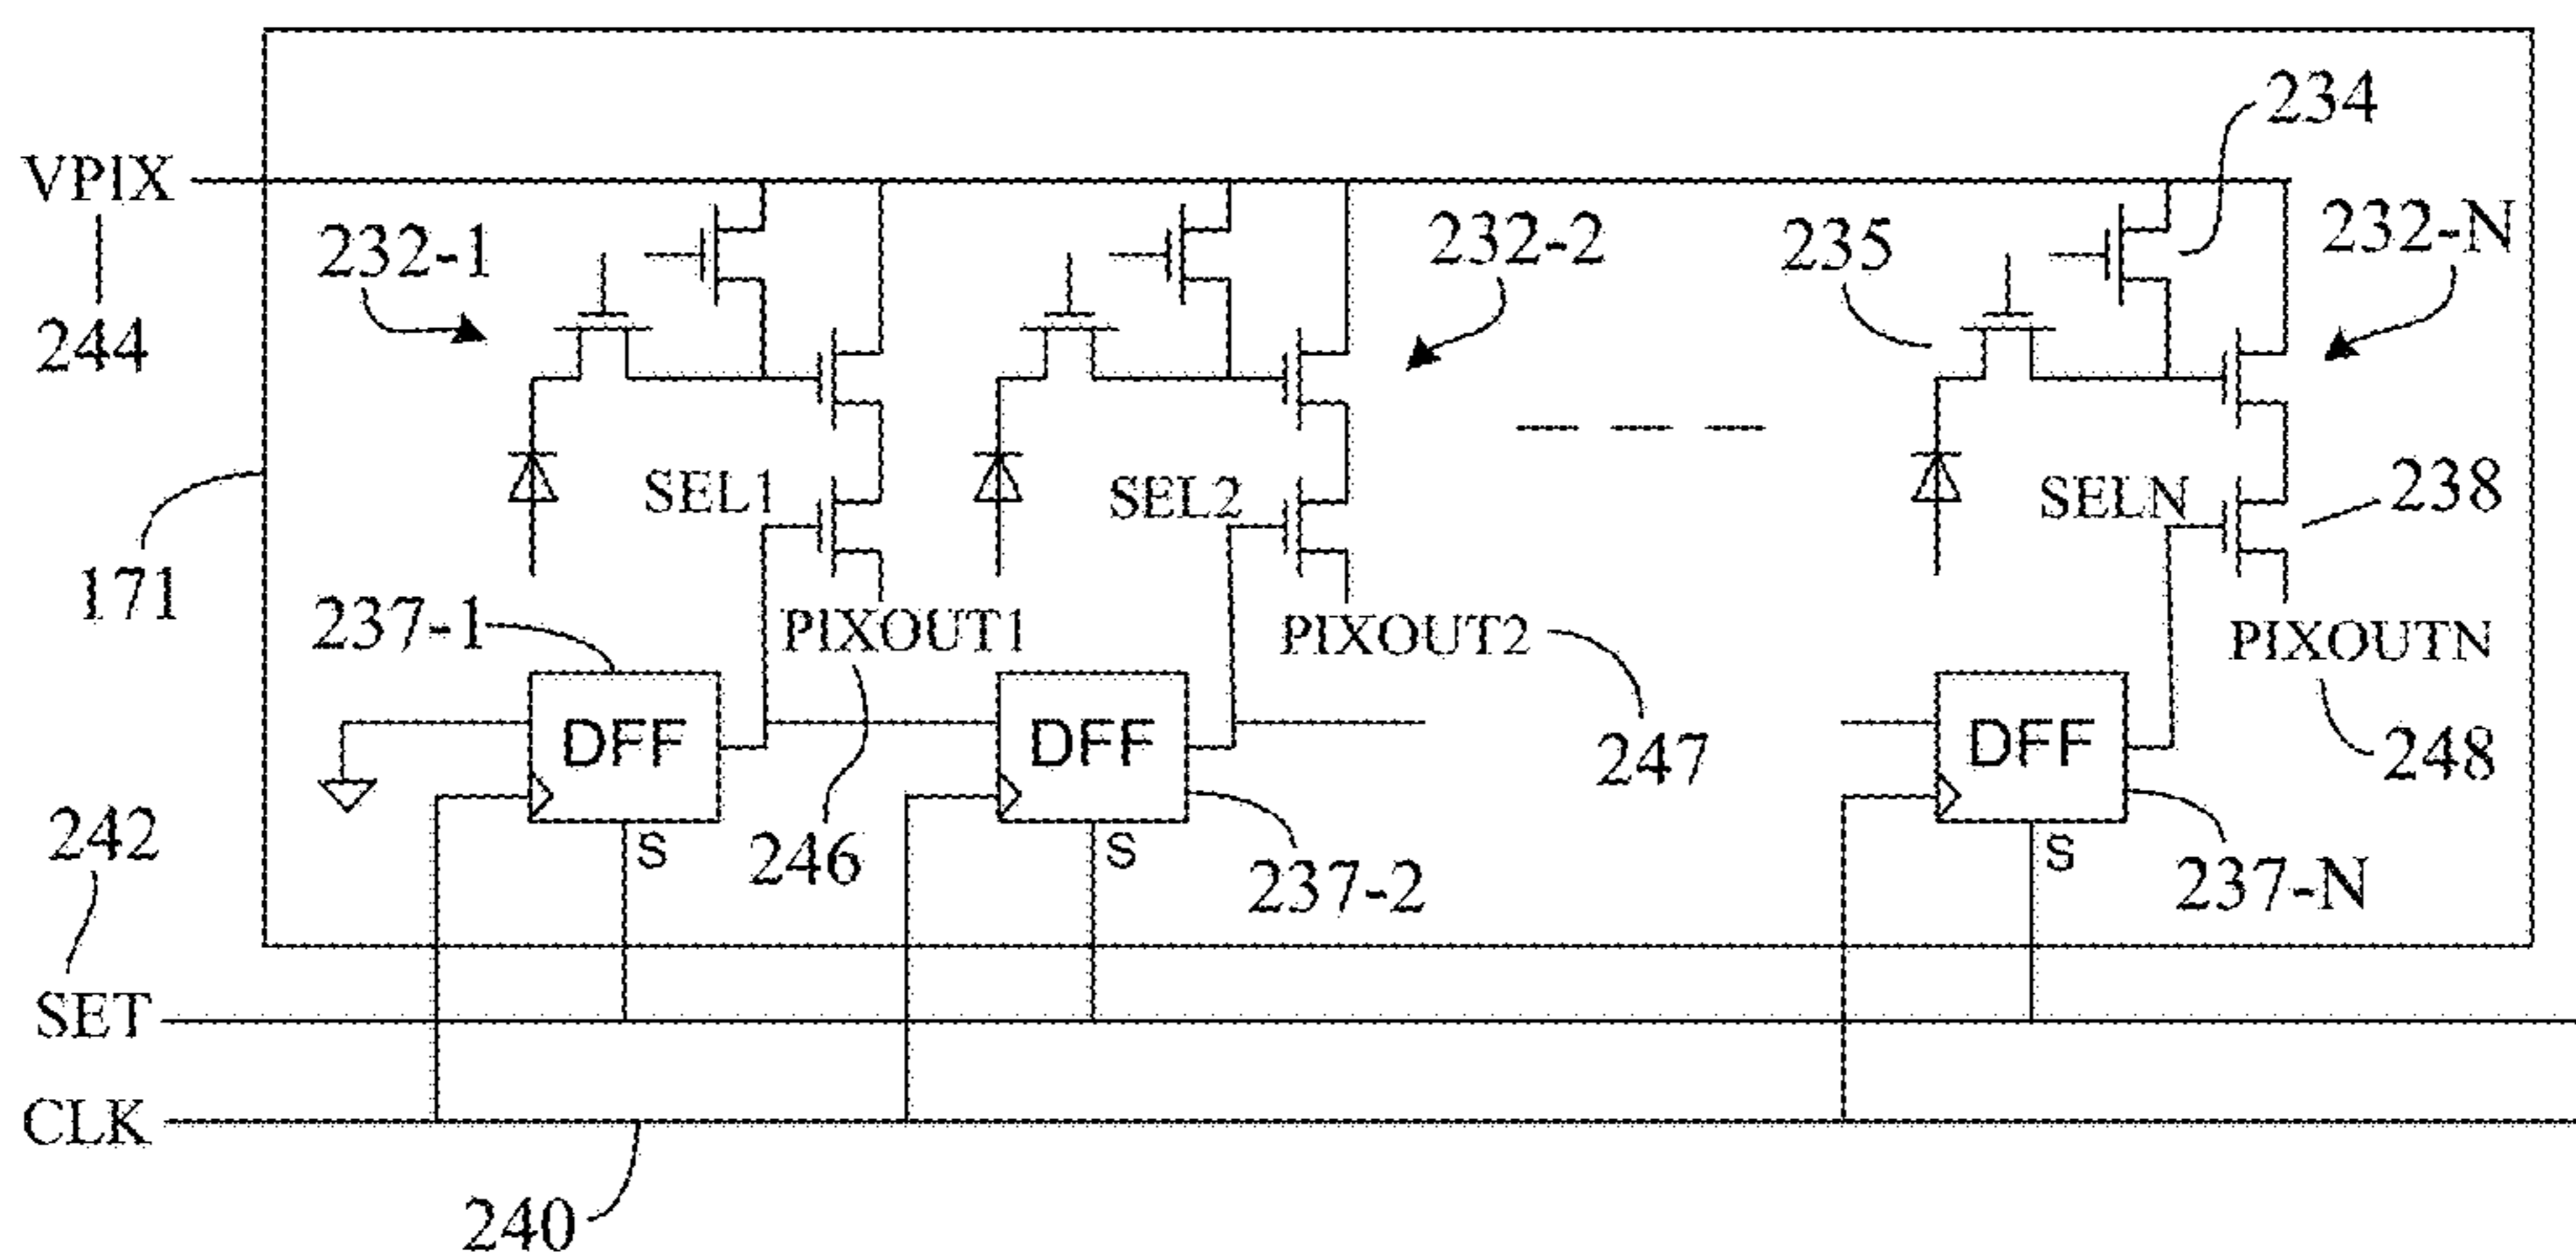 234
VPIX
232-1
232-2
235
232-N
244
SEL1
SEL2
SELN
238
171
237-1
PIXOUT1
PIXOUT2
PIXOUTN
DFF
DFF
DFF
247
248
242
S
246
S
237-2
S
237-N
SET
CLK
240